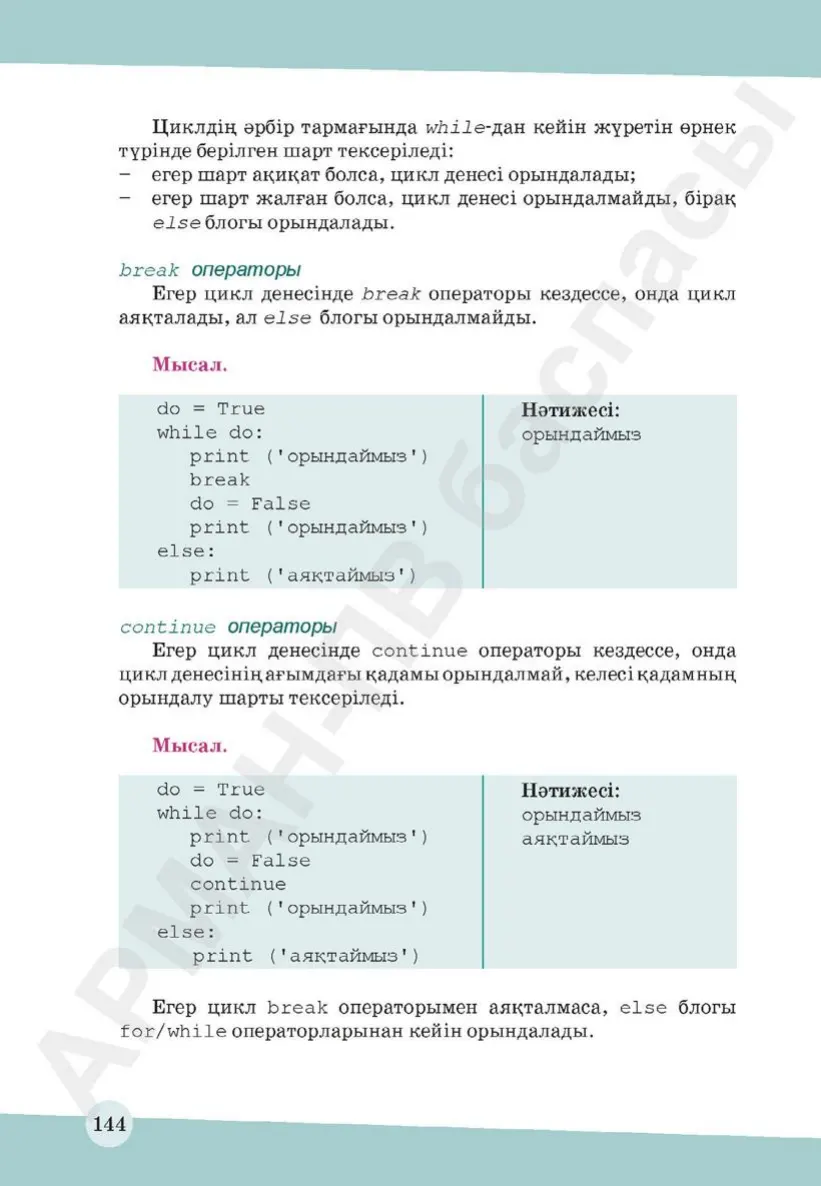 Циклдің әрбір тармағында while-дан кейін жүретін өрнек
түрінде берілген шарт тексеріледі:
– егер шарт ақиқат болса, цикл денесі орындалады;
– егер шарт жалған болса, цикл денесі орындалмайды, бірақ
else блогы орындалады.
break операторы
Егер цикл денесінде break операторы кездессе, онда цикл
аяқталады, ал else блогы орындалмайды.
Мысал.
do = True
while do:
print ('орындаймыз')
break
do = False
print ('орындаймыз')
else:
print ('аяқтаймыз')
Нәтижесі:
орындаймыз
continue операторы
Егер цикл денесінде continue операторы кездессе, онда
цикл денесінің ағымдағы қадамы орындалмай, келесі қадамның
орындалу шарты тексеріледі.
Мысал.
do = True
while do:
print ('орындаймыз')
do = False
continue
print ('орындаймыз')
else:
print ('аяқтаймыз')
Нәтижесі:
орындаймыз
аяқтаймыз
Егер цикл break операторымен аяқталмаса, else блогы
for/while операторларынан кейін орындалады.
144
АРМАН-ПВ баспасы